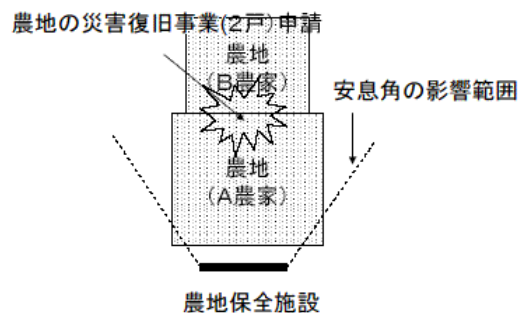 農地の災害復旧事業(2戸)申請
農地
(B農家)
安息角の影響範囲
農地
(A農家)
農地保全施設